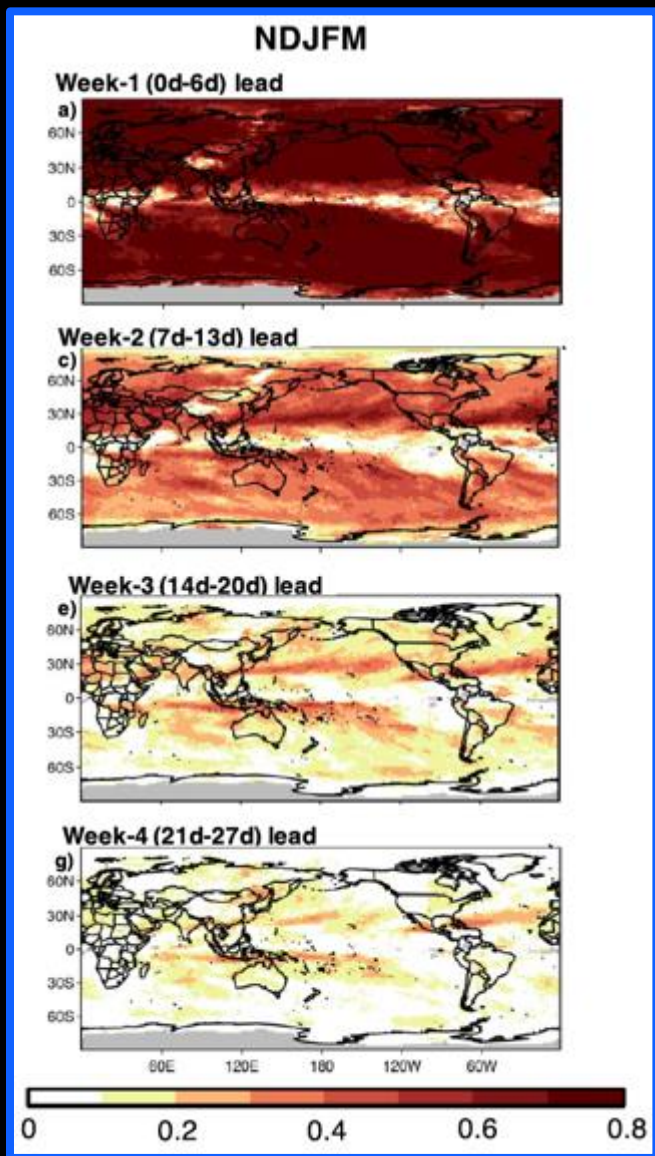 NDJFM
Week-1 (0d-6d) lead
a)
60N
30N
0
30S
60S
Week-2 (7d-13d) lead
c)
60N
30N
0
30S
60S
Week-3 (14d-20d) lead
e)
60N
30N
0
30S
60S
Week-4 (21d-27d) lead
g)
60N
30N
0
30S
60S
60E 120E 180 120W 60W
0 0.2 0.4 0.6 0.8